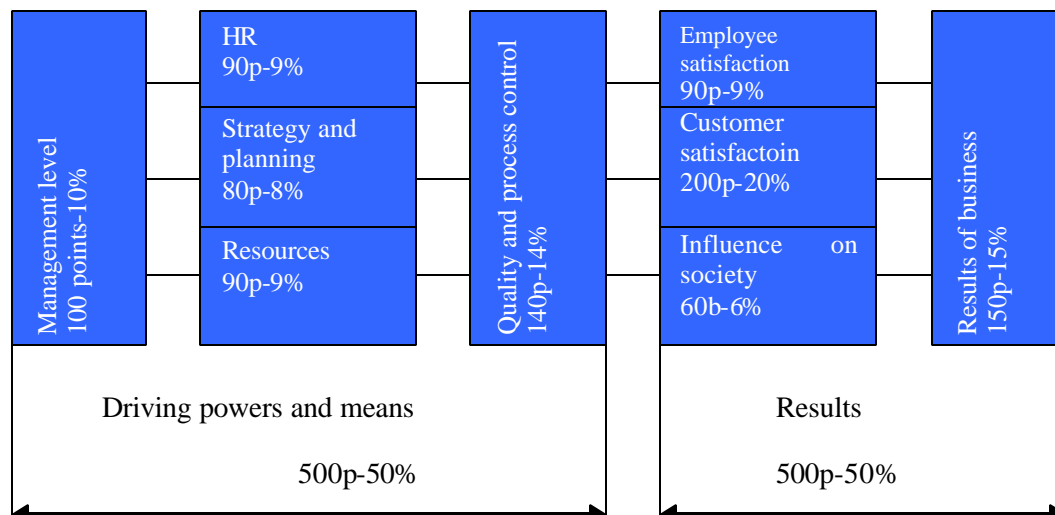 Management level
100 points-10%
HR
90p-9%
Strategy and
planning
80p-8%
Resources
90p-9%
Quality and process control
140p-14%
Employee
satisfaction
90p-9%
Customer
satisfactoin
200p-20%
Influence on
society
60b-6%
Results of business
150p-15%
Driving powers and means
500p-50%
Results
500p-50%